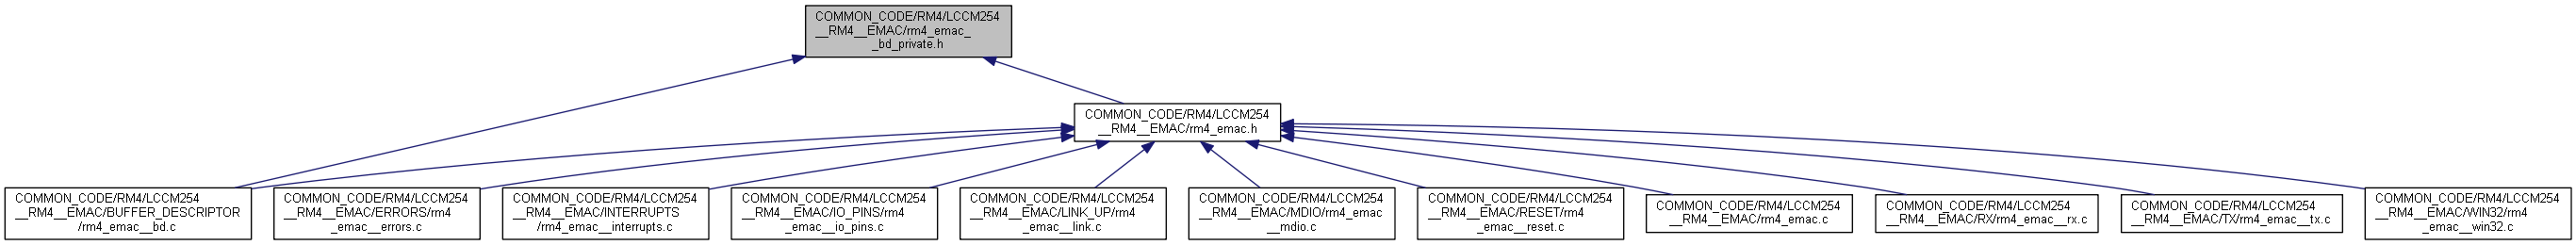 COMMON_CODE/RM4/LCCM254
__RM4__EMAC/rm4_emac_
_bd_private.h
COMMON_CODE/RM4/LCCM254
__RM4__EMAC/rm4_emac.h
COMMON_CODE/RM4/LCCM254
__RM4__EMAC/BUFFER_DESCRIPTOR
/rm4_emac__bd.c
COMMON_CODE/RM4/LCCM254
__RM4__EMAC/ERRORS/rm4
_emac__errors.c
COMMON_CODE/RM4/LCCM254
__RM4__EMAC/INTERRUPTS
/rm4_emac__interrupts.c
COMMON_CODE/RM4/LCCM254
__RM4__EMAC/IO_PINS/rm4
_emac__io_pins.c
COMMON_CODE/RM4/LCCM254
__RM4__EMAC/LINK_UP/rm4
_emac__link.c
COMMON_CODE/RM4/LCCM254
__RM4__EMAC/MDIO/rm4_emac
__mdio.c
COMMON_CODE/RM4/LCCM254
__RM4__EMAC/RESET/rm4
_emac__reset.c
COMMON_CODE/RM4/LCCM254
__RM4__EMAC/rm4_emac.c
COMMON_CODE/RM4/LCCM254
__RM4__EMAC/RX/rm4_emac__rx.c
COMMON_CODE/RM4/LCCM254
__RM4__EMAC/TX/rm4_emac__tx.c
COMMON_CODE/RM4/LCCM254
__RM4__EMAC/WIN32/rm4
_emac__win32.c